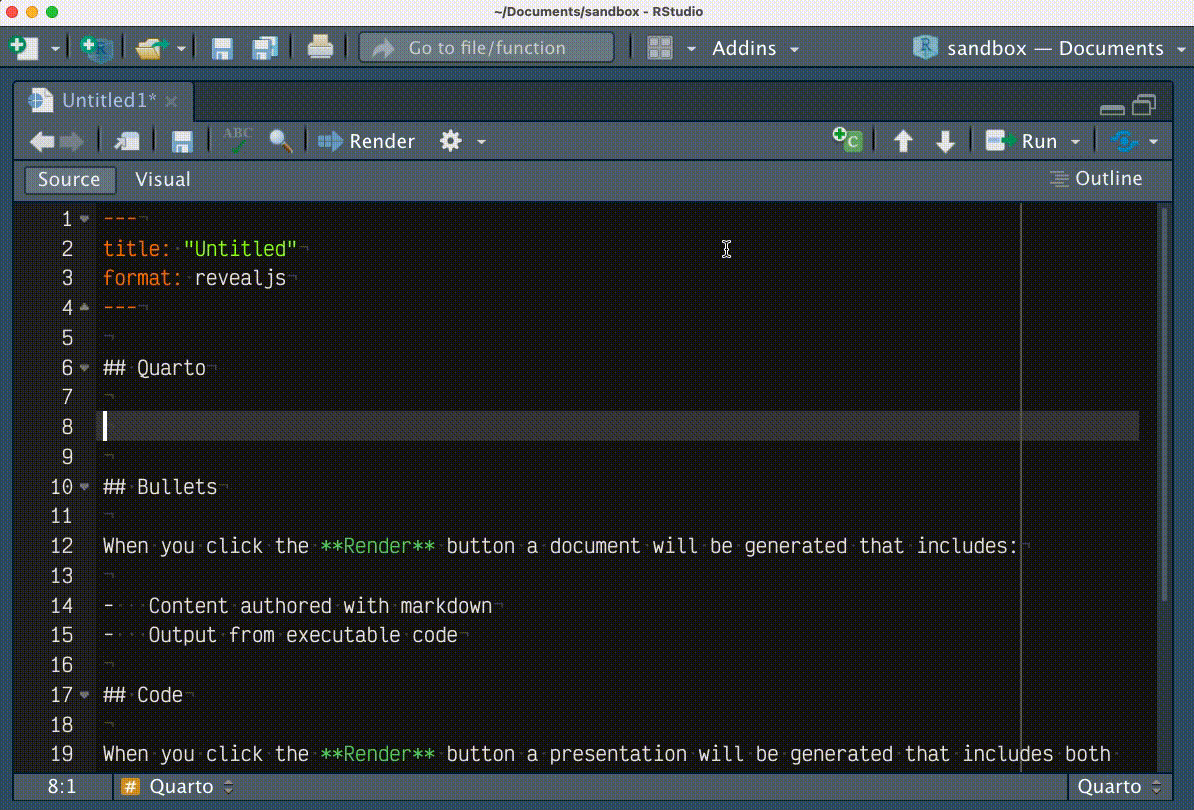 ~/Documents/sandbox - RStudio
Go to file/function
Addins
sandbox — Documents
Untitled1*
ABC
Render
Run
Source
Visual
Outline
1 ---
2 title: "Untitled"
3 format: revealjs
4 ---
5
6 ## Quarto
7
8
9
10 ## Bullets
11
12 When you click the **Render** button a document will be generated that includes:
13
14 - Content authored with markdown
15 - Output from executable code
16
17 ## Code
18
19 When you click the **Render** button a presentation will be generated that includes both
8:1
# Quarto
Quarto